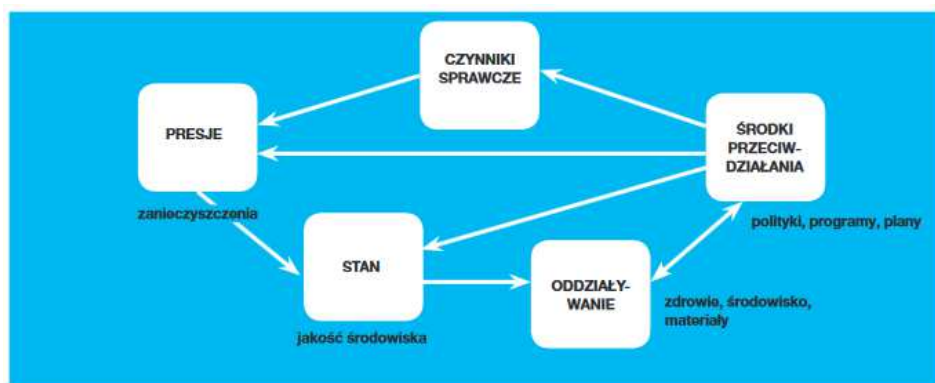 CZYNNIKI
SPRAWCZE
PRESJE
ŚRODKI
PRZECIW-
DZIAŁANIA
zanieczyszczenia
polityki, programy, plany
STAN
ODDZIAŁY-
WANIE
zdrowie, środowisko,
materiały
jakość środowiska